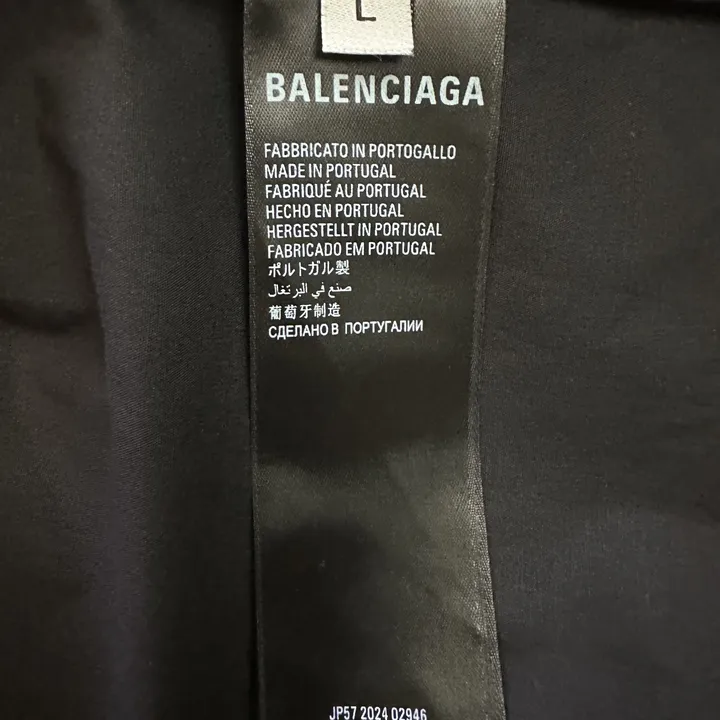 L
BALENCIAGA
FABBRICATO IN PORTOGALLO
MADE IN PORTUGAL
FABRIQUÉ AU PORTUGAL
HECHO EN PORTUGAL
HERGESTELLT IN PORTUGAL
FABRICADO EM PORTUGAL
ポルトガル製
صنع في البرتغال
葡萄牙制造
СДЕЛАНО В ПОРТУГАЛИИ
JP57 2024 02946